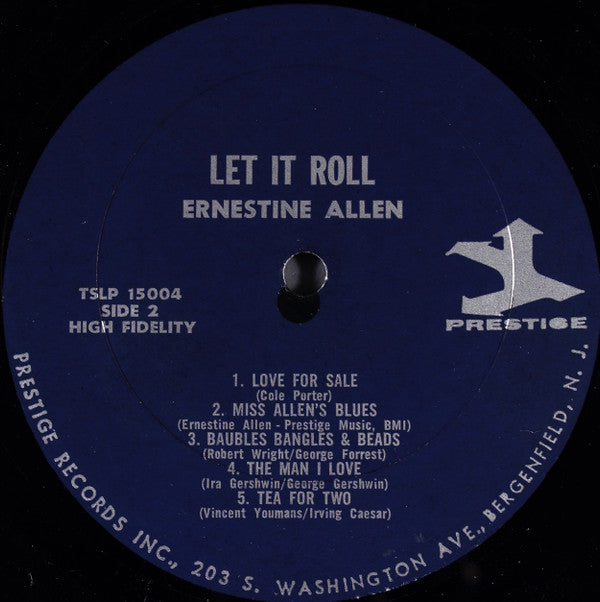 LET IT ROLL
ERNESTINE ALLEN
TSLP 15004
SIDE 2
HIGH FIDELITY
PRESTIGE
1. LOVE FOR SALE
(Cole Porter)
2. MISS ALLEN'S BLUES
(Ernestine Allen - Prestige Music, BMI)
3. BAUBLES BANGLES & BEADS
(Robert Wright/George Forrest)
4. THE MAN I LOVE
(Ira Gershwin/George Gershwin)
5. TEA FOR TWO
(Vincent Youmans/Irving Caesar)
PRESTIGE RECORDS INC., 203 S. WASHINGTON AVE., BERGENFIELD, N. J.